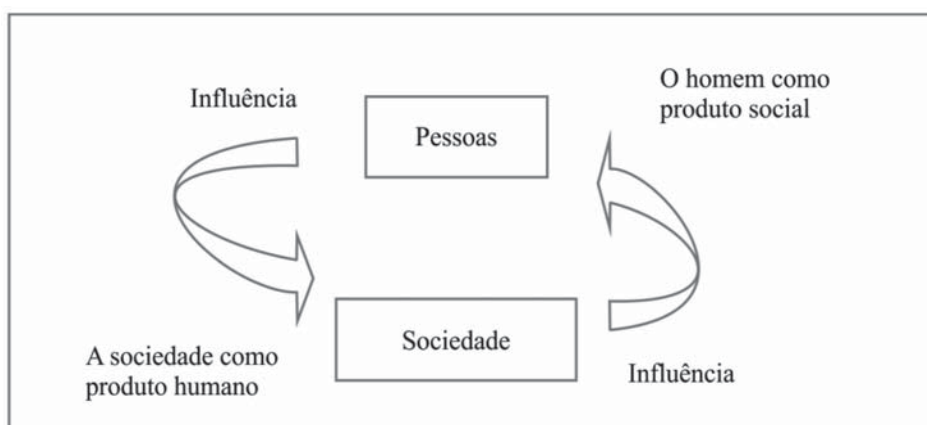 Influência
Pessoas
O homem como
produto social
A sociedade como
produto humano
Sociedade
Influência